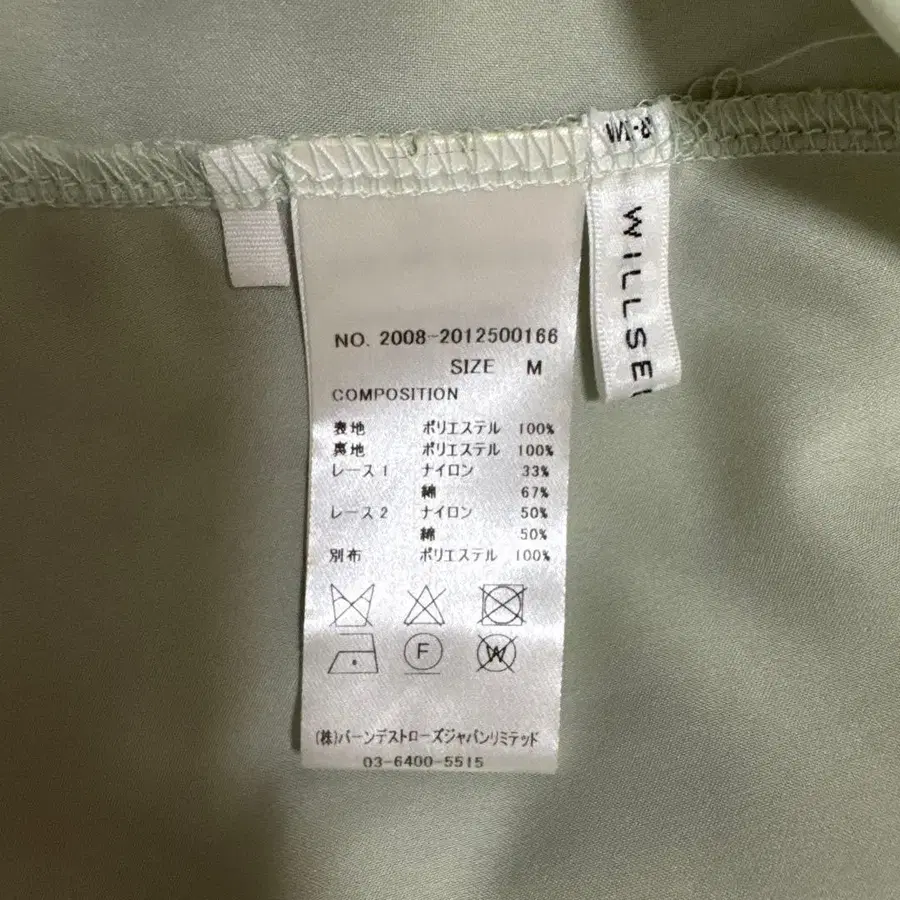 NO. 2008-2012500166
SIZE M
COMPOSITION
表地 ポリエステル 100%
裏地 ポリエステル 100%
レース1 ナイロン 33%
綿 67%
レース2 ナイロン 50%
綿 50%
別布 ポリエステル 100%
F
W
(株)バーンデストローズジャパンリミテッド
03-6400-5515
WILLSE